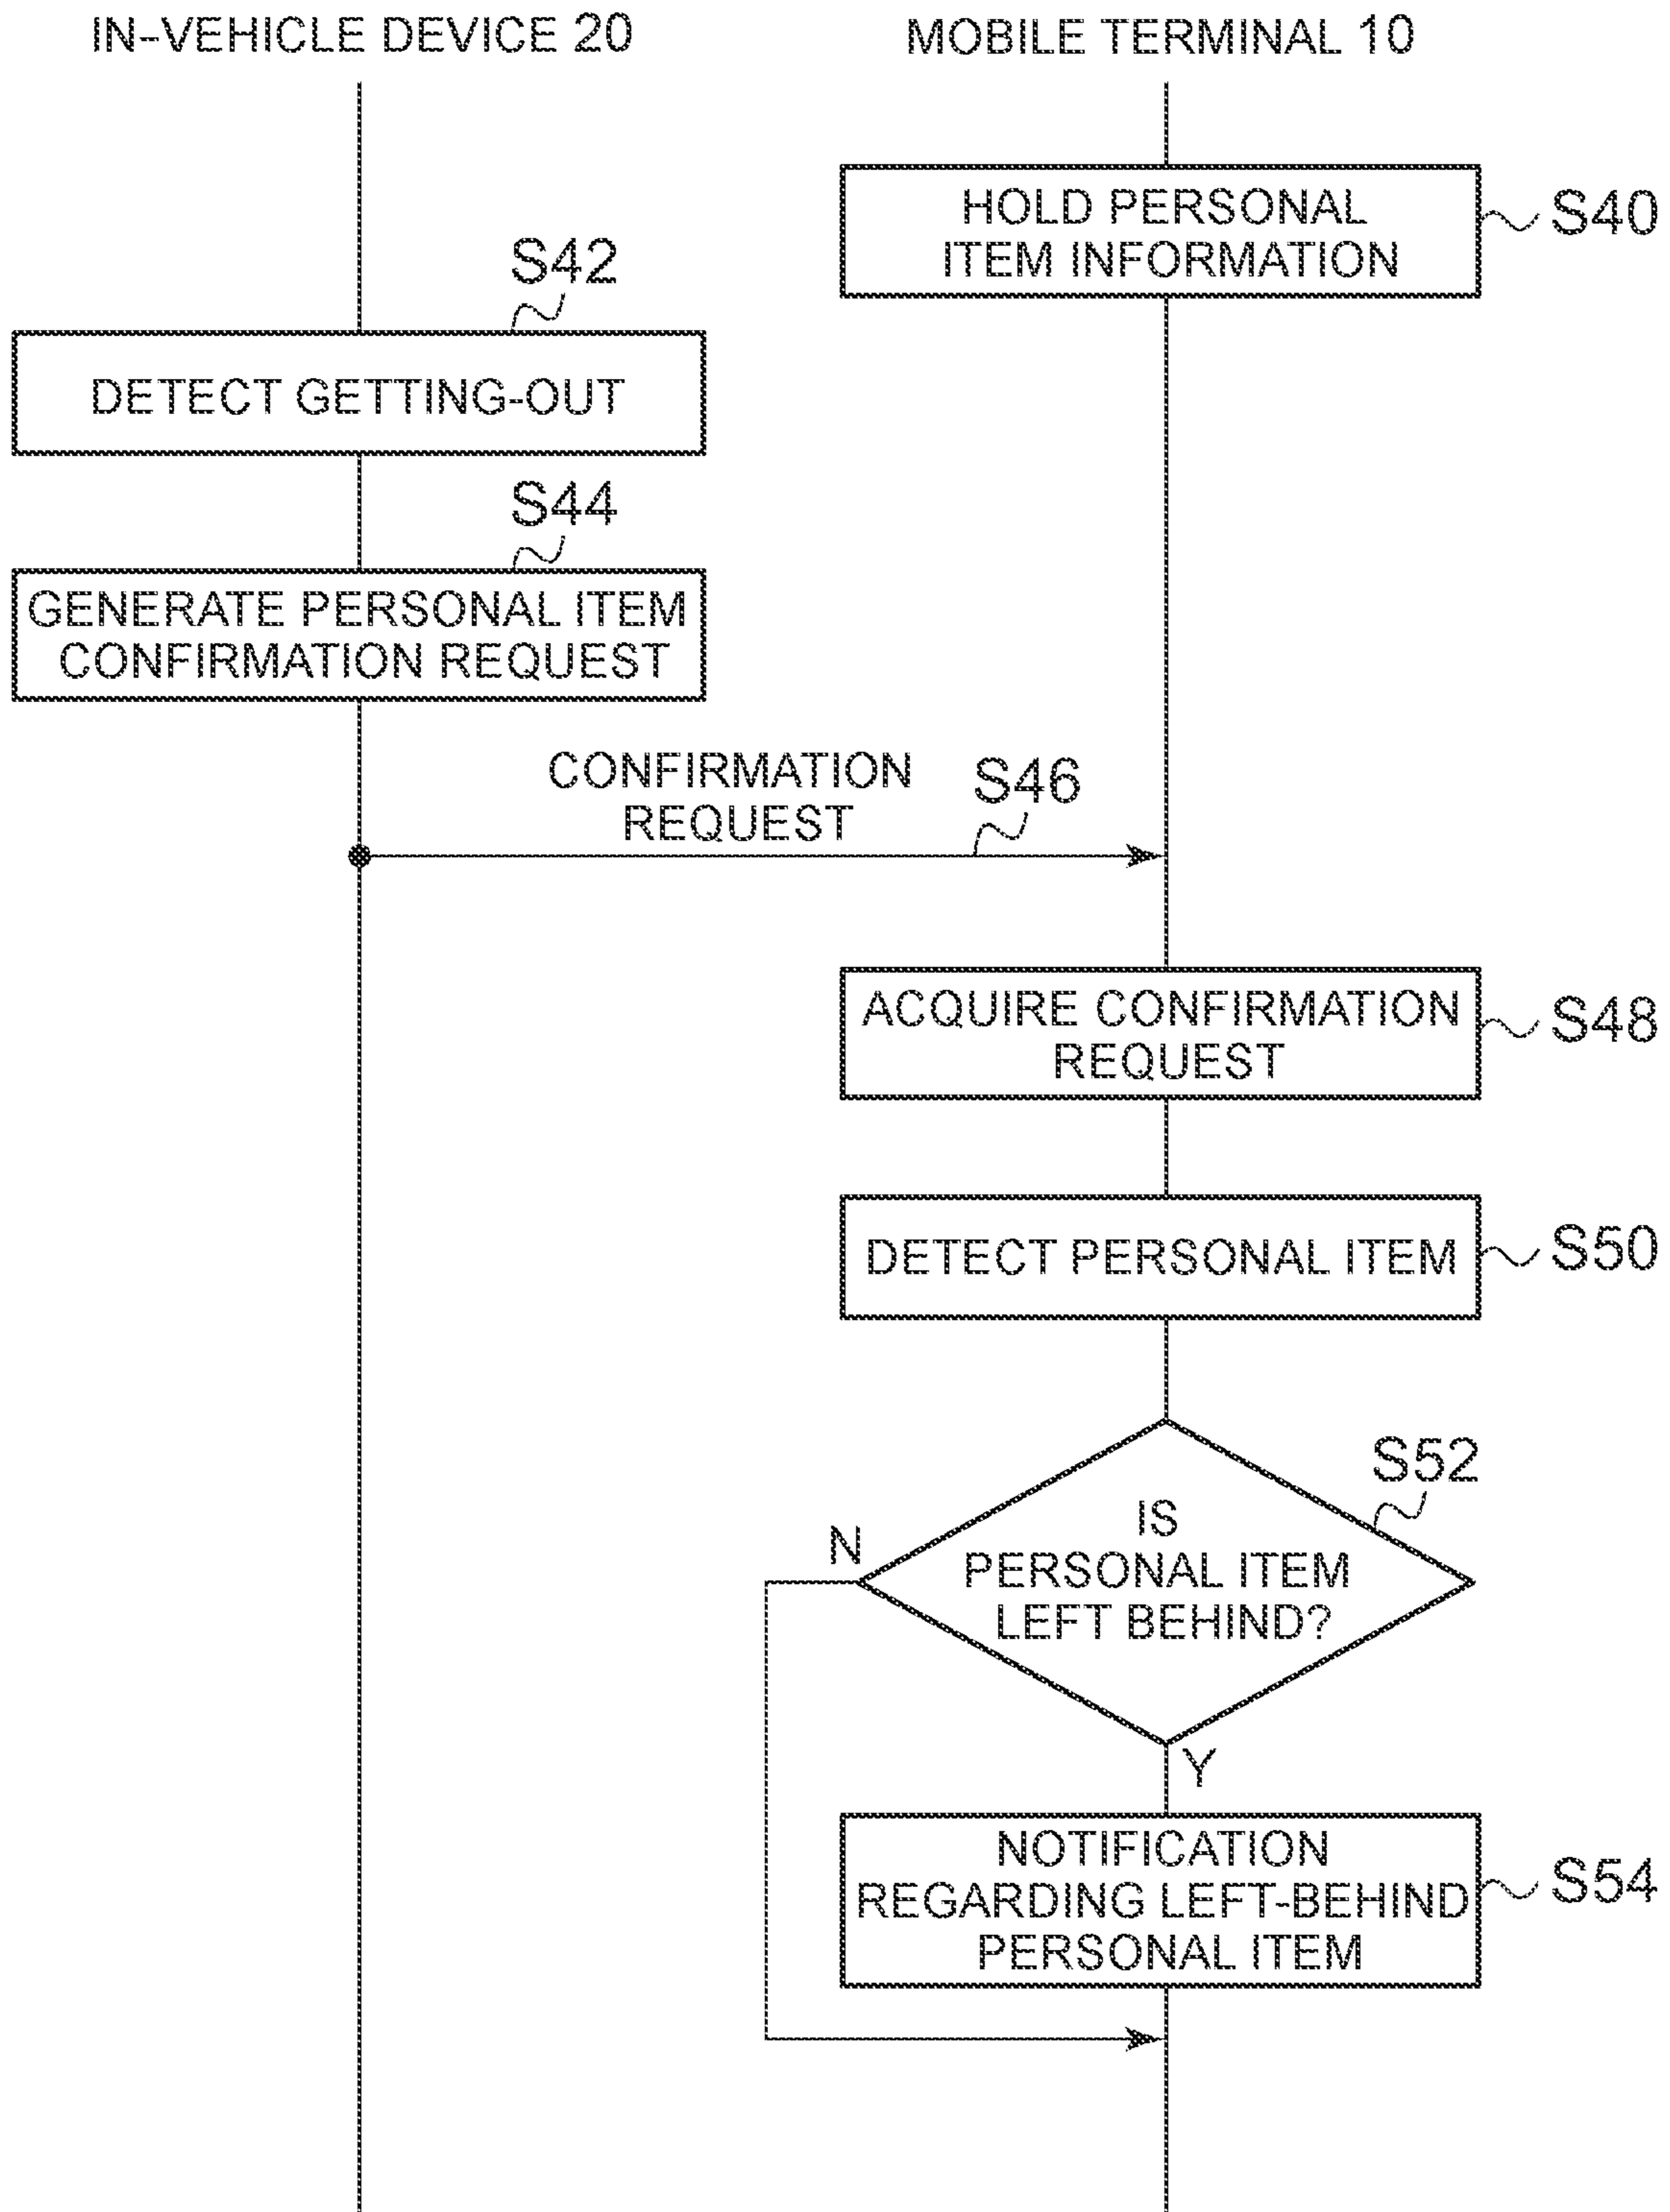 IN-VEHICLE DEVICE 20
MOBILE TERMINAL 10
HOLD PERSONAL
ITEM INFORMATION
S40
S42
DETECT GETTING-OUT
S44
GENERATE PERSONAL ITEM
CONFIRMATION REQUEST
CONFIRMATION
REQUEST
S46
ACQUIRE CONFIRMATION
REQUEST
S48
DETECT PERSONAL ITEM
S50
S52
IS
PERSONAL ITEM
LEFT BEHIND?
N
Y
NOTIFICATION
REGARDING LEFT-BEHIND
PERSONAL ITEM
S54